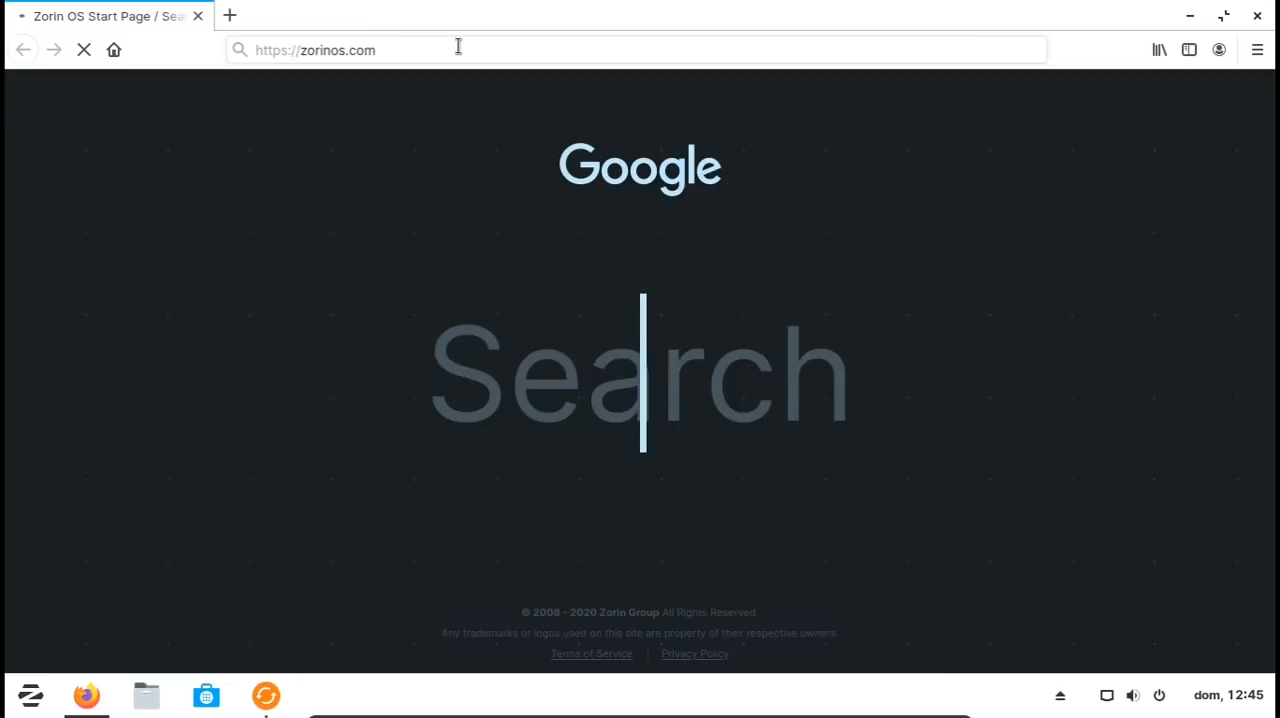 Zorin OS Start Page / Sea
https://zorinos.com
Google
Search
© 2008 - 2020 Zorin Group All Rights Reserved
Any trademarks or logos used on this site are property of their respective owners.
Terms of Service | Privacy Policy
dom, 12:45